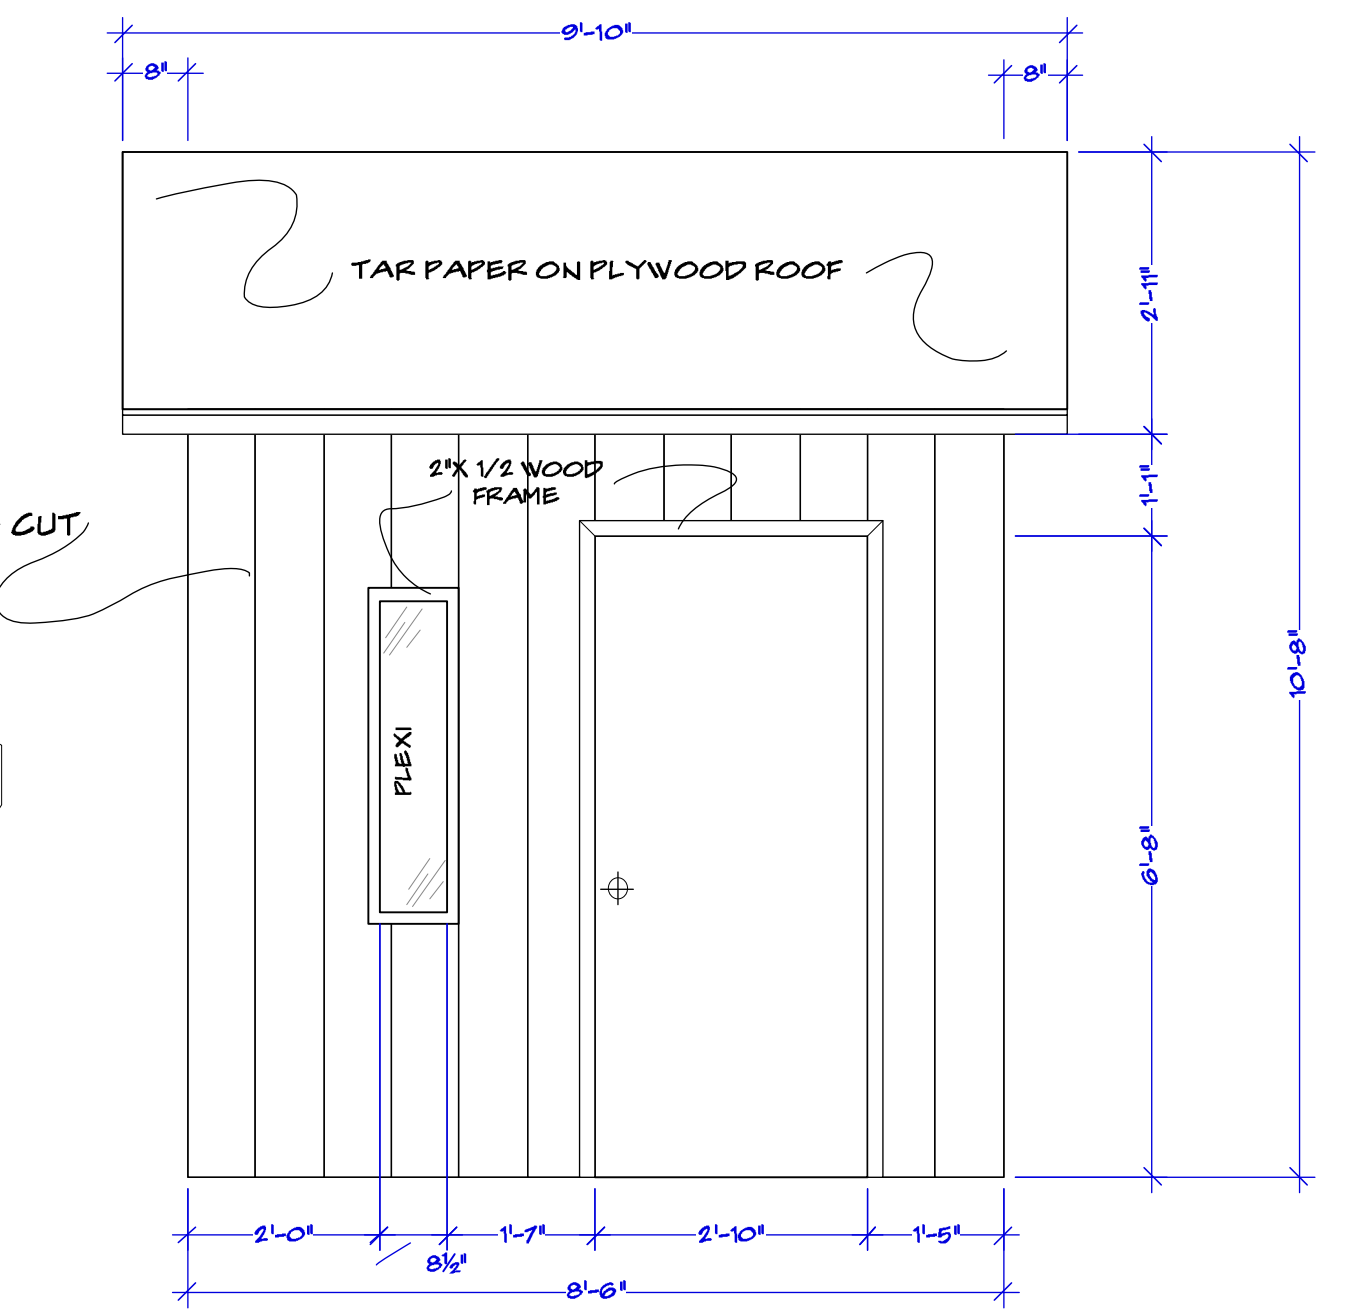 9'-10"
8"
8"
TAR PAPER ON PLYWOOD ROOF
2'-11"
2"X 1/2 WOOD
FRAME
1'-1"
CUT
10'-8"
PLEXI
6'-8"
2'-0"
1'-7"
2'-10"
1'-5"
8½"
8'-6"